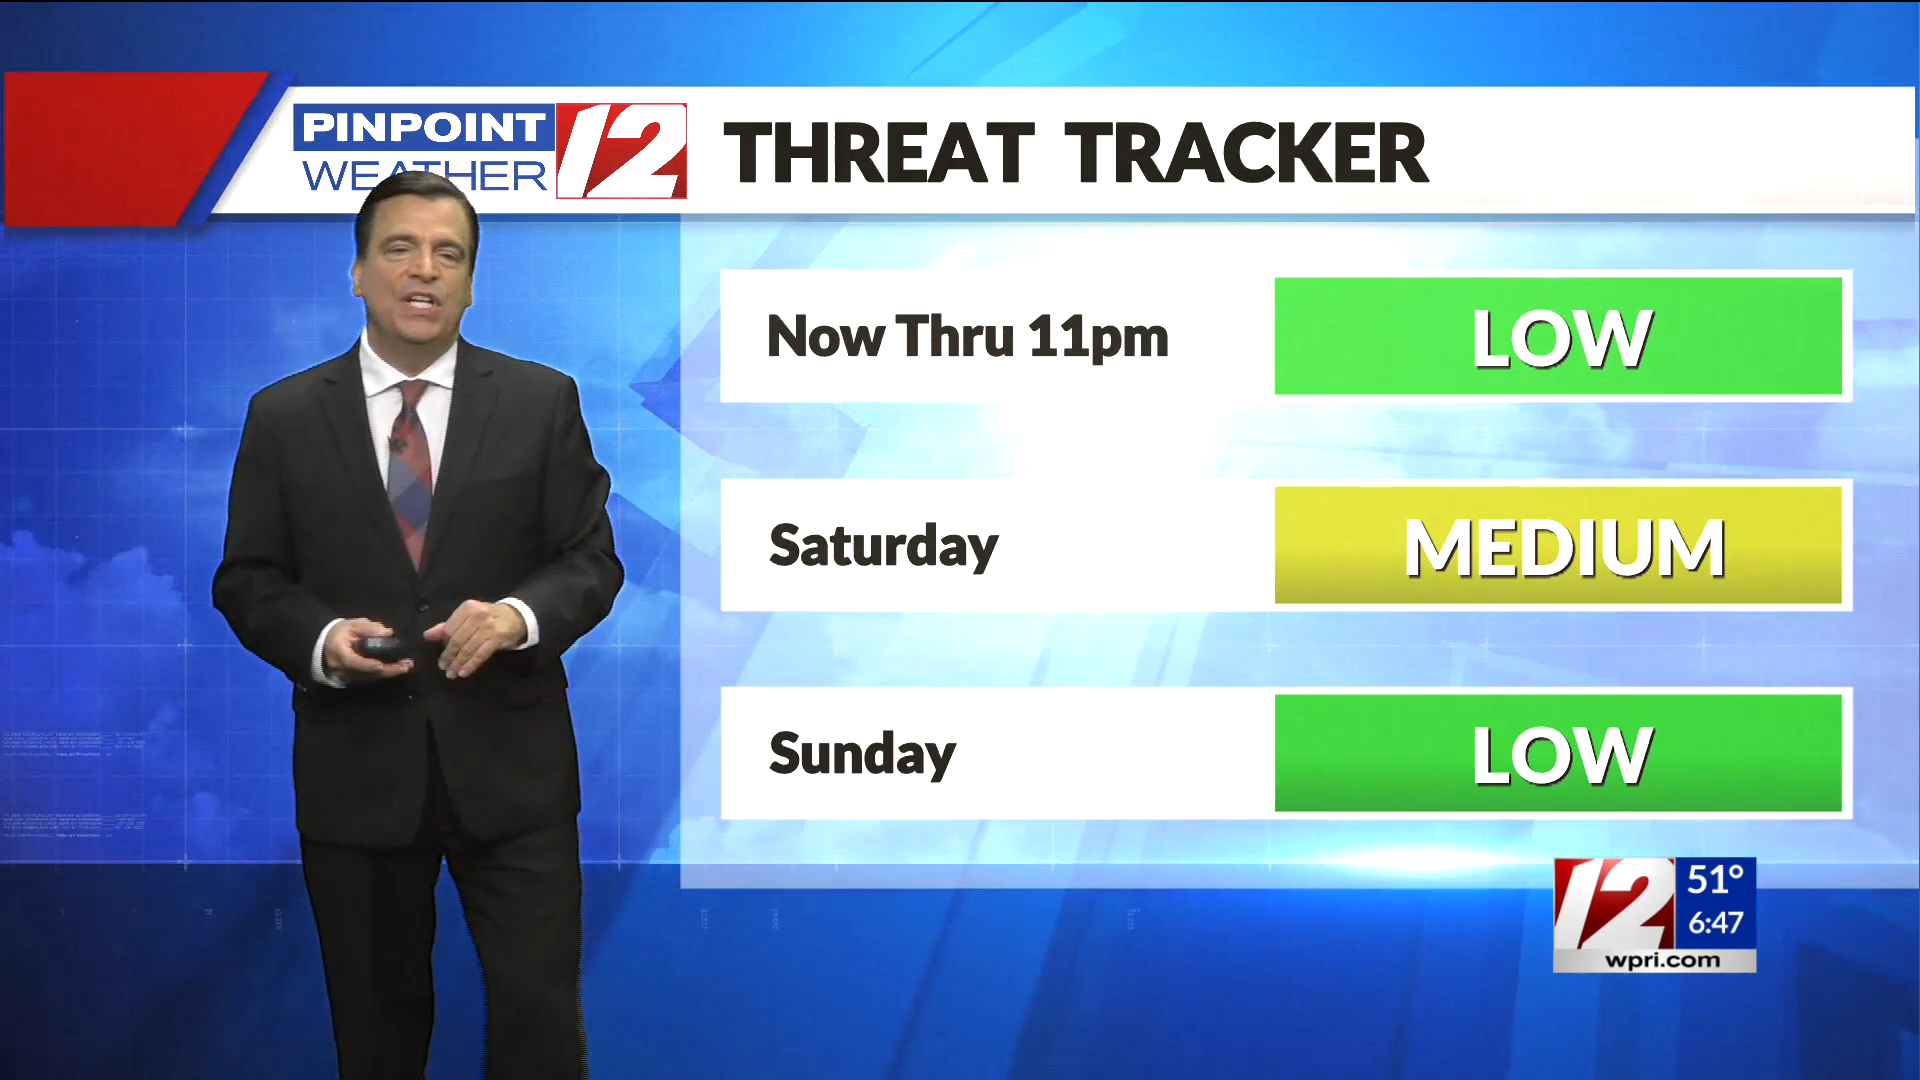 PINPOINT
WEATHER
12
THREAT TRACKER
Now Thru 11pm
LOW
Saturday
MEDIUM
Sunday
LOW
12
51°
6:47
wpri.com